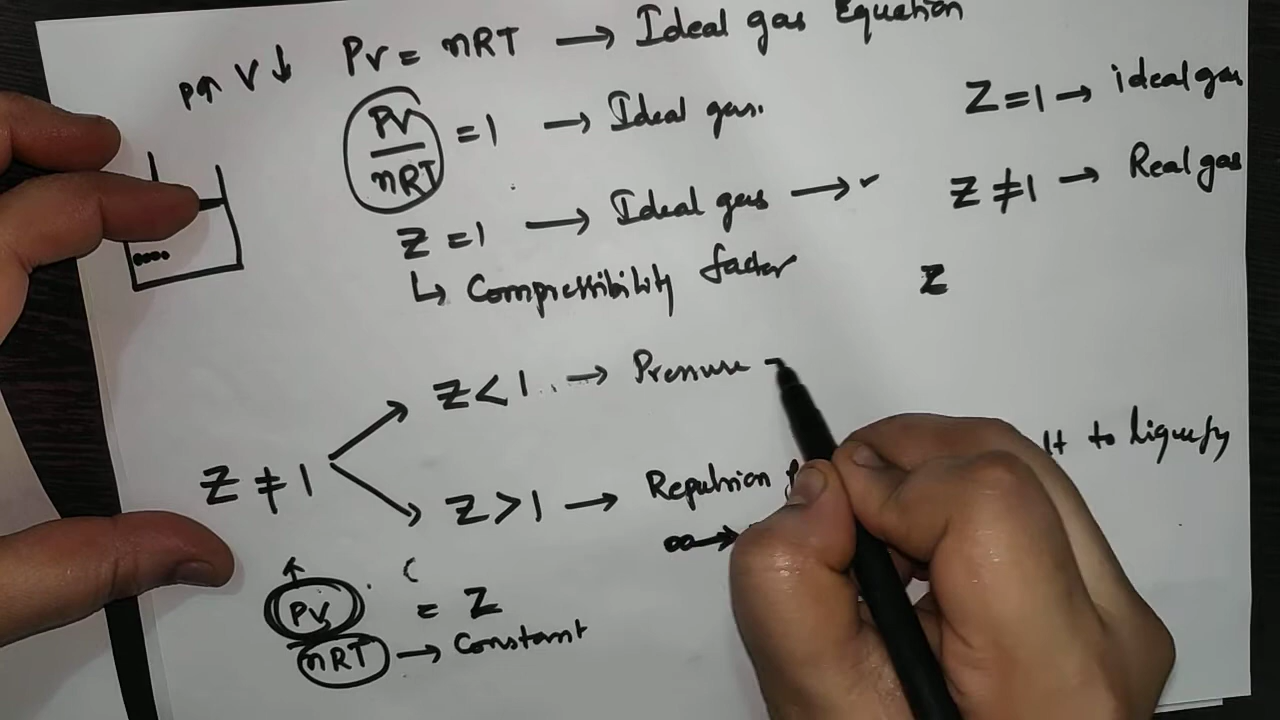 P↑ V↓ PV = nRT → Ideal gas Equation
PV/nRT = 1 → Ideal gas.
Z = 1 → ideal gas
Z = 1 → Ideal gas →
Z ≠ 1 → Real gas
↳ Compressibility factor
Z
Z < 1 → Pressure
Z ≠ 1
Z > 1 → Repulsion
to liquefy
PV/nRT = Z
→ Constant